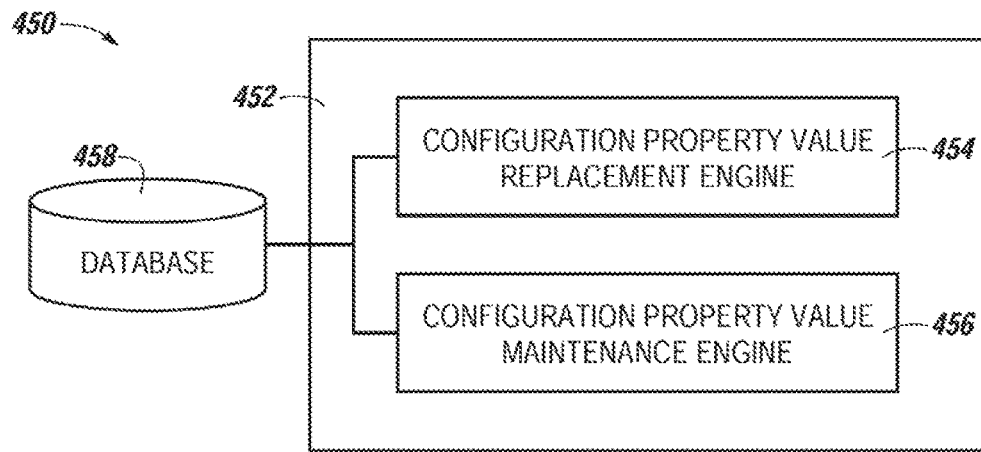 450
452
CONFIGURATION PROPERTY VALUE
REPLACEMENT ENGINE
454
458
DATABASE
CONFIGURATION PROPERTY VALUE
MAINTENANCE ENGINE
456